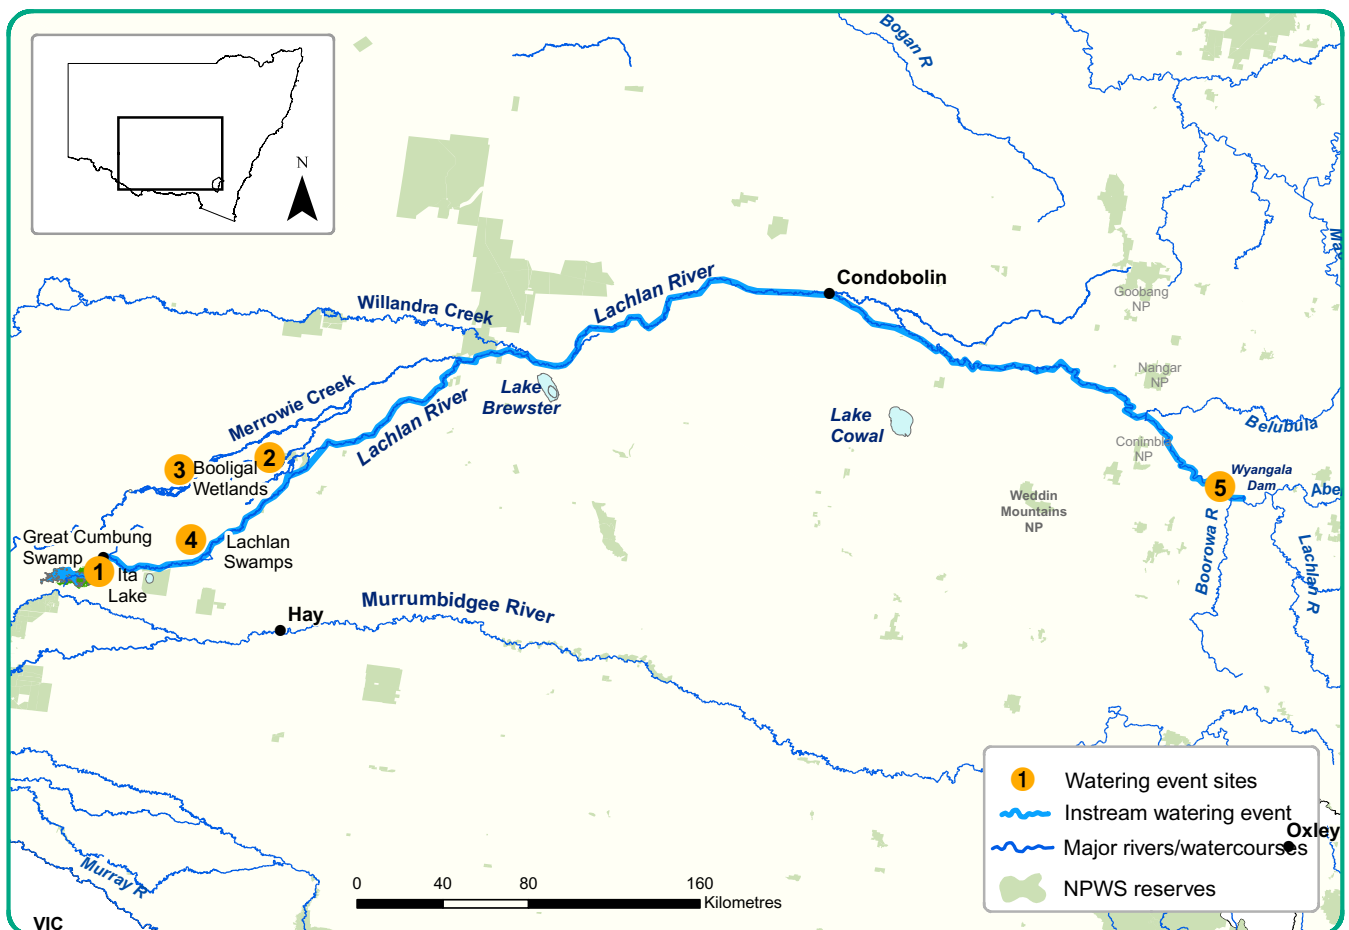 Bogan R
N
Mac
Condobolin
Lachlan River
Goobang
NP
Willandra Creek
Nangar
NP
Lake
Brewster
Merrowie Creek
Lachlan River
Lake
Cowal
Belubula
Conimbla
NP
3
Booligal
Wetlands
2
Wyangala
Dam
5
Abe
Weddin
Mountains
NP
Boorowa R
Great Cumbung
Swamp
4
Lachlan
Swamps
1
Ita
Lake
Lachlan R
Hay
Murrumbidgee River
1
Watering event sites
Instream watering event
Oxley
Major rivers/watercourses
NPWS reserves
Murray R
0 40 80 160
Kilometres
VIC